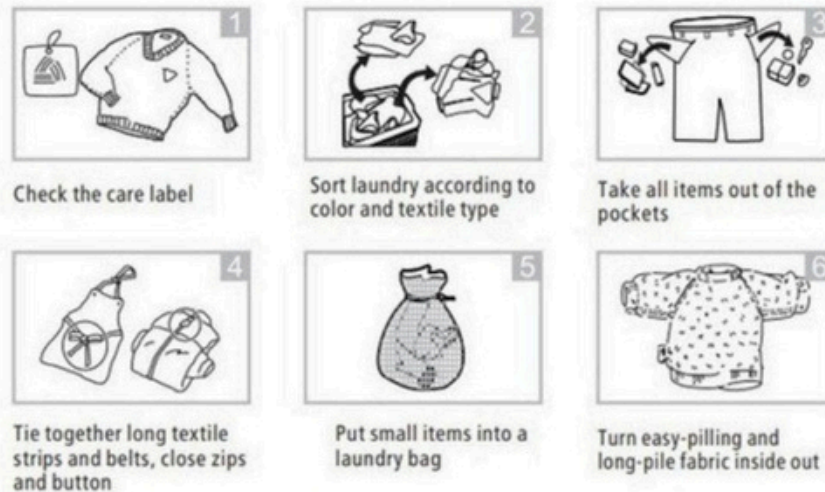 1
2
3
Check the care label
Sort laundry according to
color and textile type
Take all items out of the
pockets
4
5
6
Tie together long textile
strips and belts, close zips
and button
Put small items into a
laundry bag
Turn easy-pilling and
long-pile fabric inside out